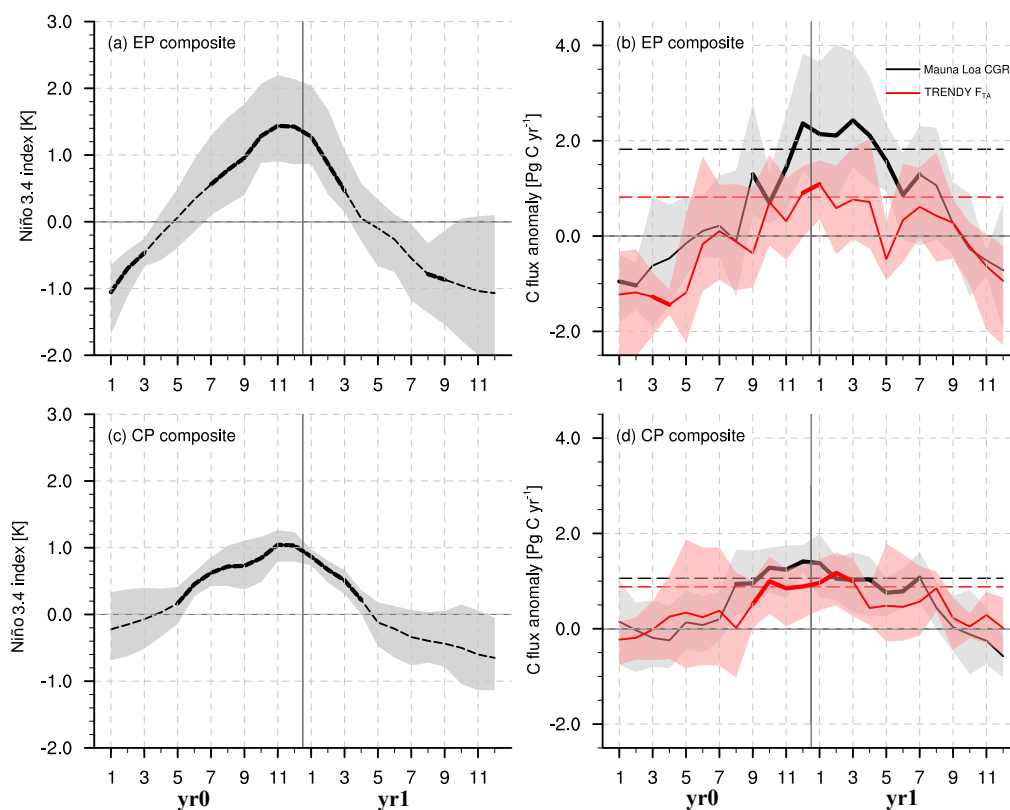 (a) EP composite
Niño 3.4 index [K]
3.0
2.0
1.0
0.0
-1.0
-2.0
1 3 5 7 9 11 1 3 5 7 9 11
(b) EP composite
Mauna Loa CGR
TRENDY F_TA
C flux anomaly [Pg C yr⁻¹]
4.0
2.0
0.0
-2.0
1 3 5 7 9 11 1 3 5 7 9 11
(c) CP composite
Niño 3.4 index [K]
3.0
2.0
1.0
0.0
-1.0
-2.0
1 3 5 7 9 11 1 3 5 7 9 11
yr0 yr1
(d) CP composite
C flux anomaly [Pg C yr⁻¹]
4.0
2.0
0.0
-2.0
1 3 5 7 9 11 1 3 5 7 9 11
yr0 yr1